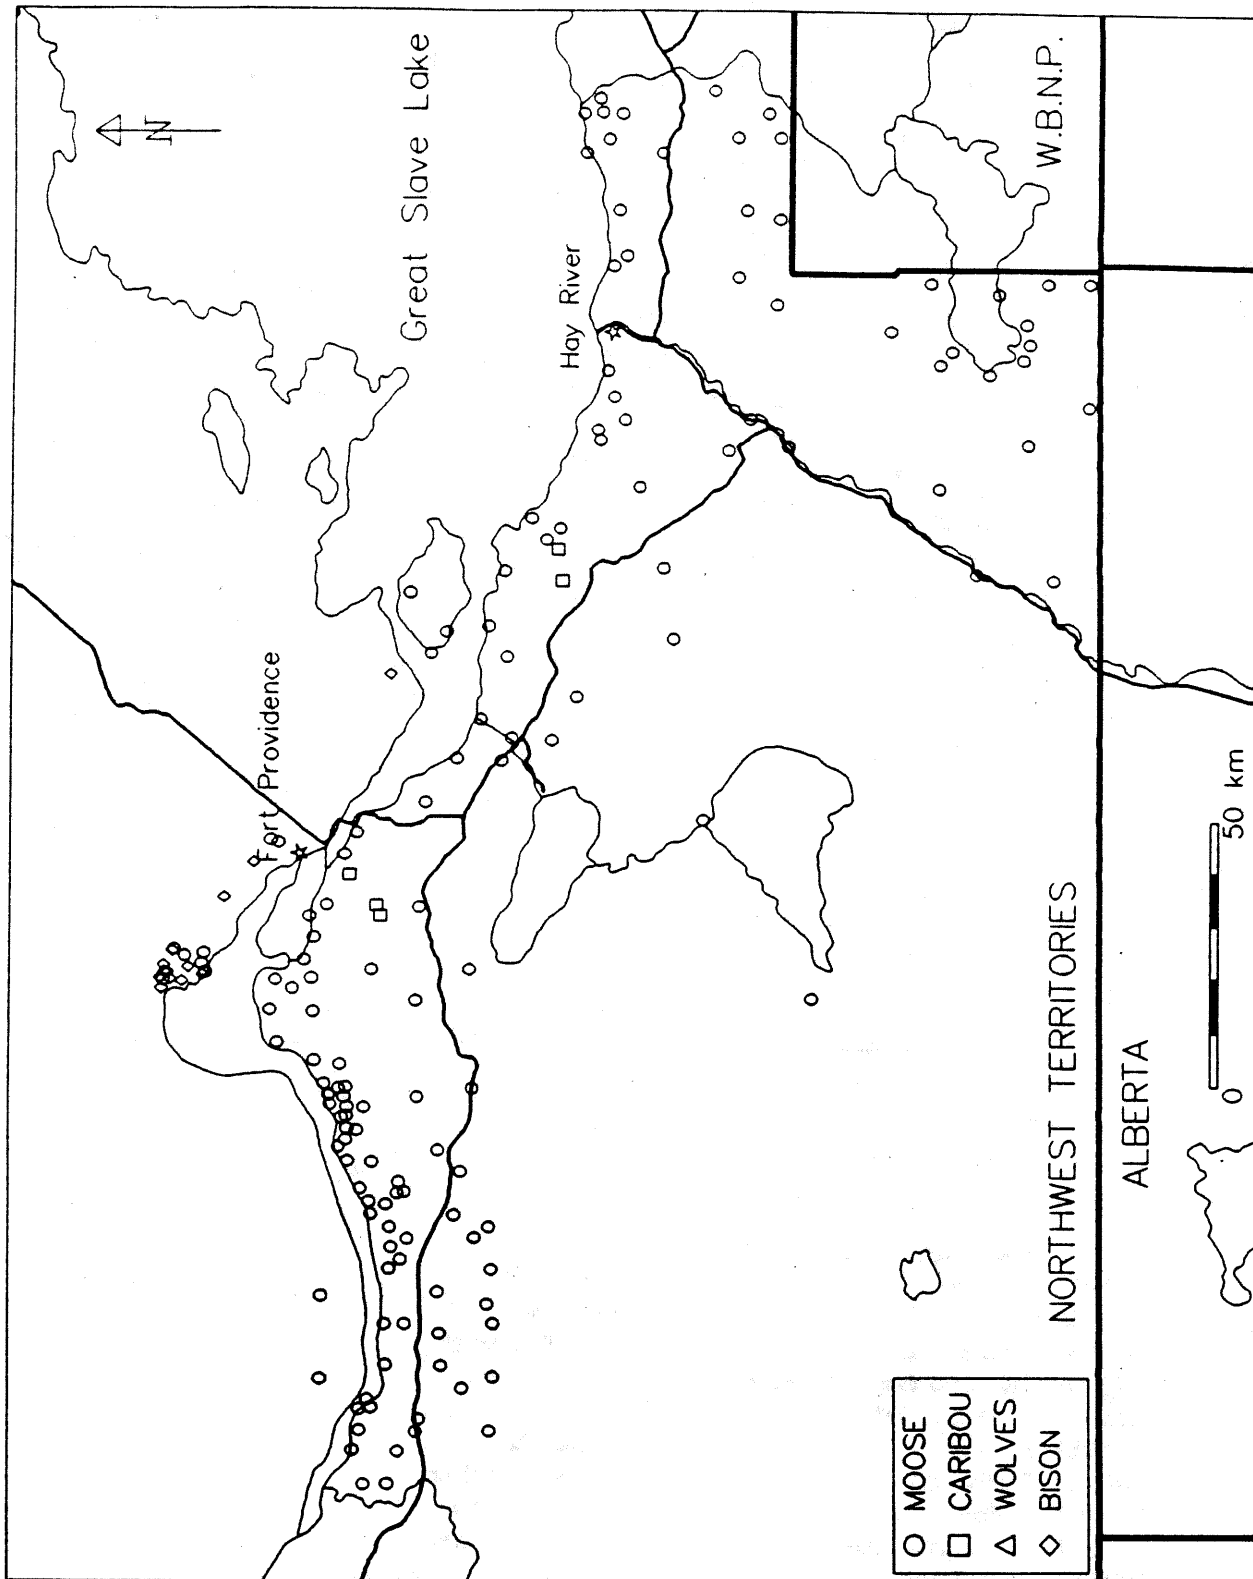 N
Great Slave Lake
Fort Providence
Hay River
W.B.N.P.
NORTHWEST TERRITORIES
ALBERTA
MOOSE
CARIBOU
WOLVES
BISON
0 50 km